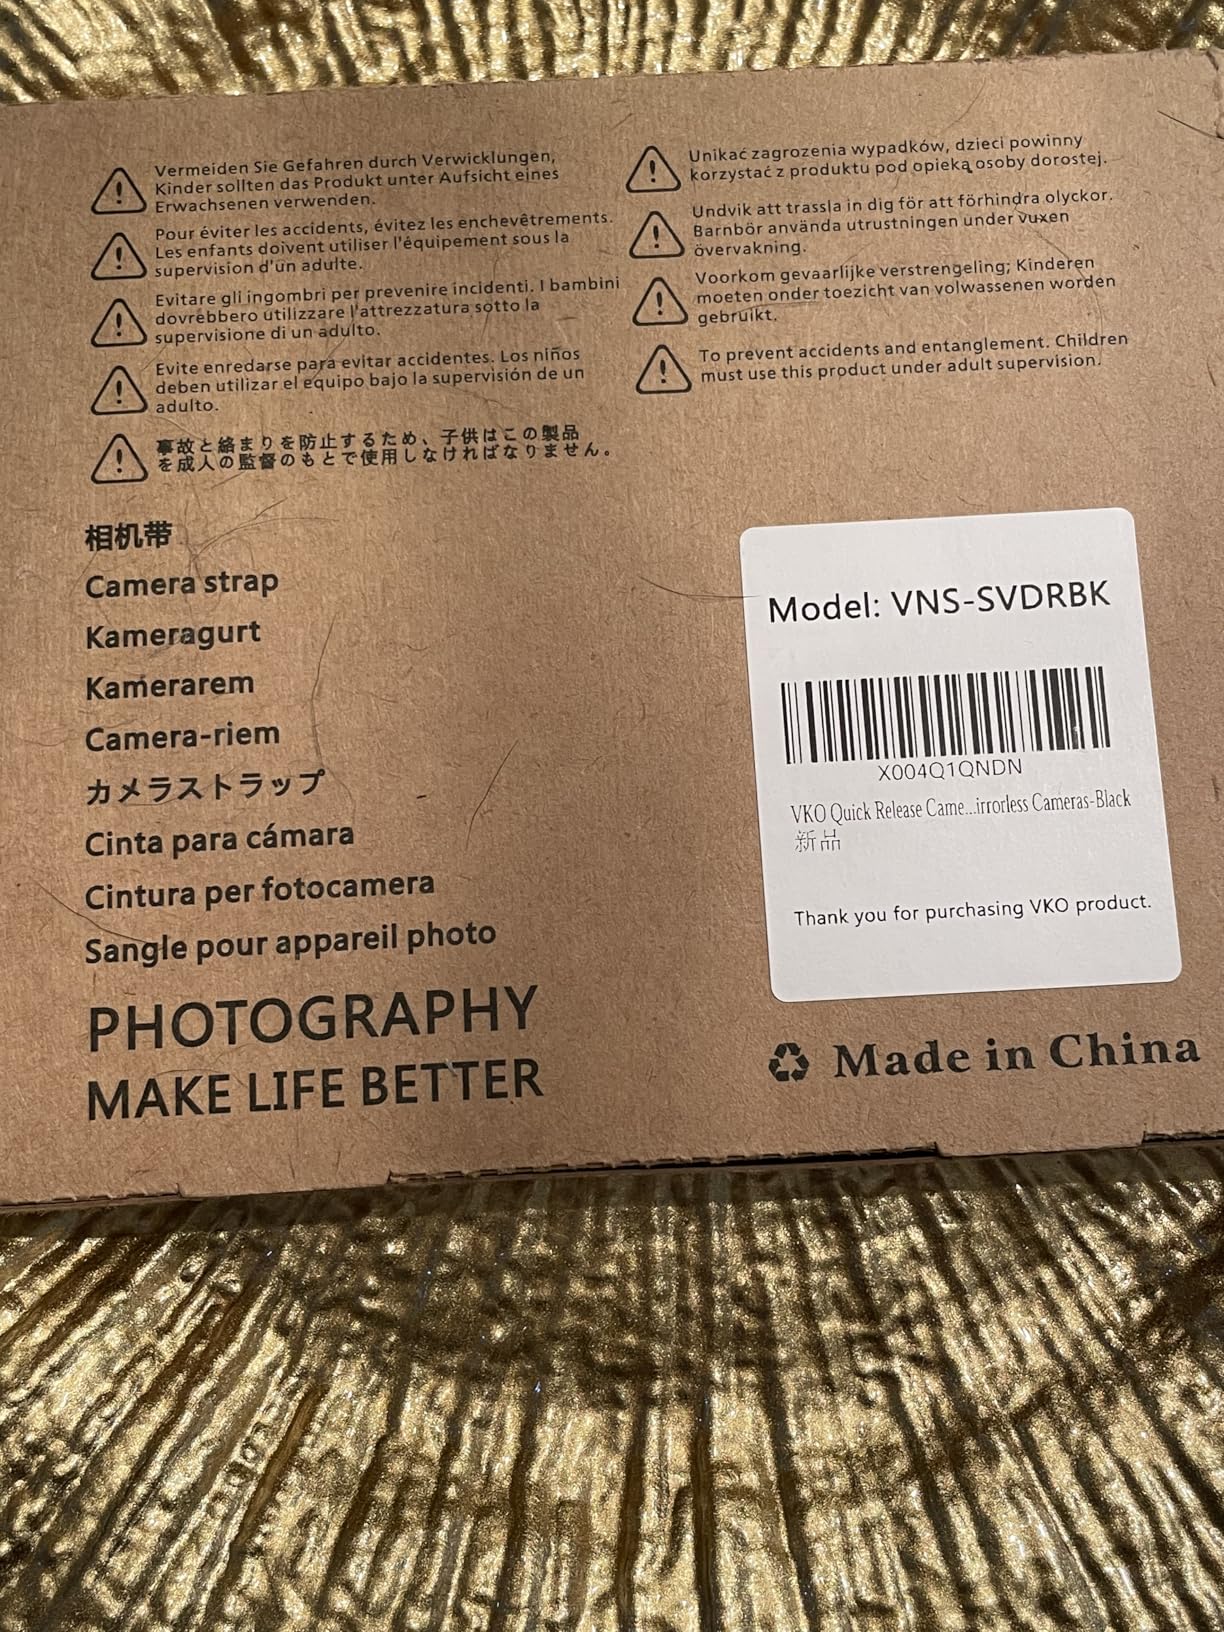 Vermeiden Sie Gefahren durch Verwicklungen,
Kinder sollten das Produkt unter Aufsicht eines
Erwachsenen verwenden.
Pour éviter les accidents, évitez les enchevêtrements.
Les enfants doivent utiliser l'équipement sous la
supervision d'un adulte.
Evitare gli ingombri per prevenire incidenti. I bambini
dovrebbero utilizzare l'attrezzatura sotto la
supervisione di un adulto.
Evite enredarse para evitar accidentes. Los niños
deben utilizar el equipo bajo la supervisión de un
adulto.
事故と絡まりを防止するため、子供はこの製品
を成人の監督のもとで使用しなければなりません。
Unikać zagrożenia wypadków, dzieci powinny
korzystać z produktu pod opieką osoby dorostej.
Undvik att trassla in dig för att förhindra olyckor.
Barnbör använda utrustningen under vuxen
övervakning.
Voorkom gevaarlijke verstrengeling; Kinderen
moeten onder toezicht van volwassenen worden
gebruikt.
To prevent accidents and entanglement. Children
must use this product under adult supervision.
相机带
Camera strap
Kameragurt
Kamerarem
Camera-riem
カメラストラップ
Cinta para cámara
Cintura per fotocamera
Sangle pour appareil photo
PHOTOGRAPHY
MAKE LIFE BETTER
Model: VNS-SVDRBK
X004Q1QNDN
VKO Quick Release Came...irrorless Cameras-Black
新品
Thank you for purchasing VKO product.
Made in China